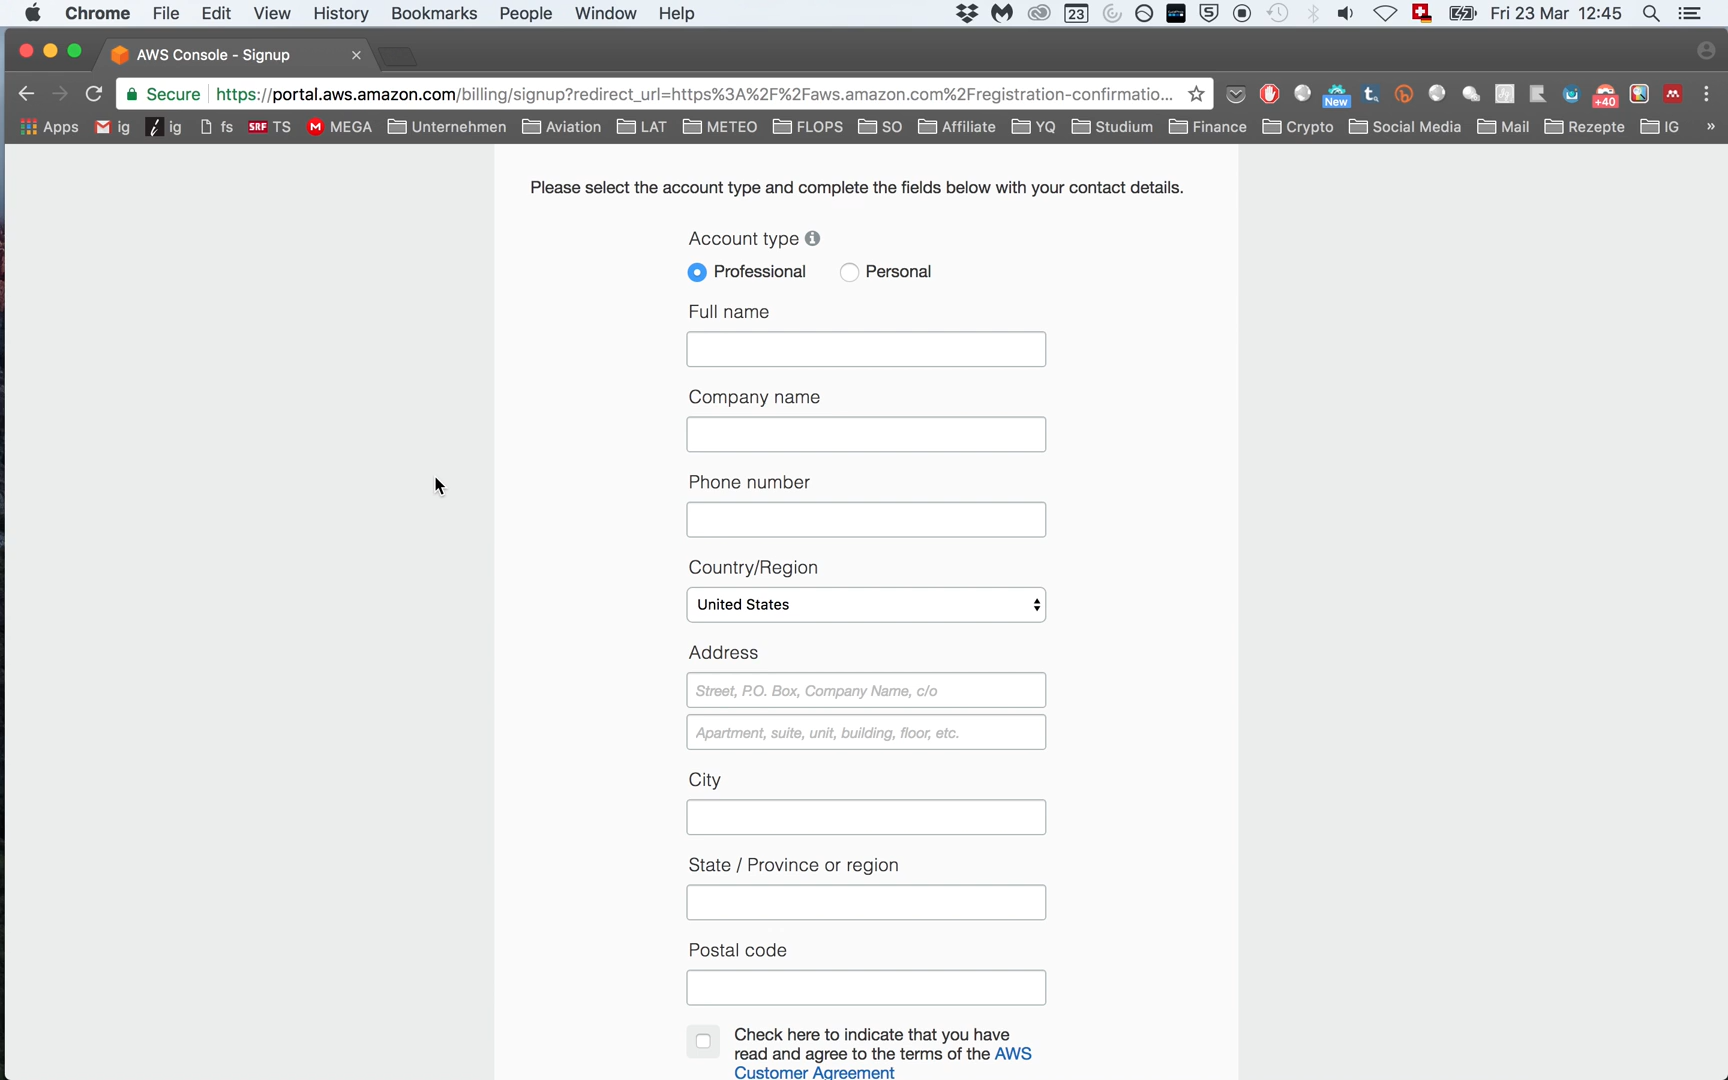 Chrome File Edit View History Bookmarks People Window Help 23 5 Fri 23 Mar 12:45
AWS Console - Signup
Secure https://portal.aws.amazon.com/billing/signup?redirect_url=https%3A%2F%2Faws.amazon.com%2Fregistration-confirmatio... New t. +40
Apps ig ig fs SRF TS MEGA Unternehmen Aviation LAT METEO FLOPS SO Affiliate YQ Studium Finance Crypto Social Media Mail Rezepte IG »
Please select the account type and complete the fields below with your contact details.
Account type
Professional Personal
Full name
Company name
Phone number
Country/Region
United States
Address
Street, P.O. Box, Company Name, c/o
Apartment, suite, unit, building, floor, etc.
City
State / Province or region
Postal code
Check here to indicate that you have
read and agree to the terms of the AWS
Customer Agreement